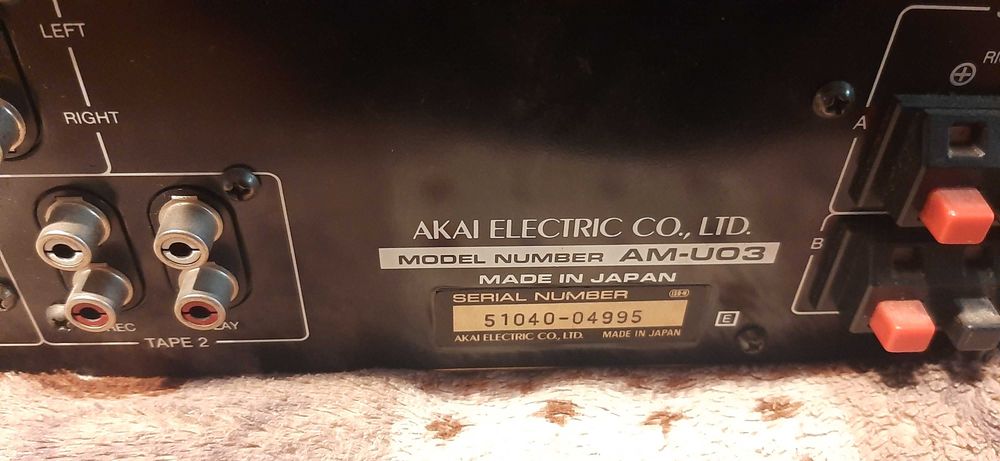 LEFT
RIGHT
REC
TAPE 2
AKAI ELECTRIC CO., LTD.
MODEL NUMBER AM-U03
MADE IN JAPAN
SERIAL NUMBER
51040-04995
AKAI ELECTRIC CO., LTD. MADE IN JAPAN
E
A
B